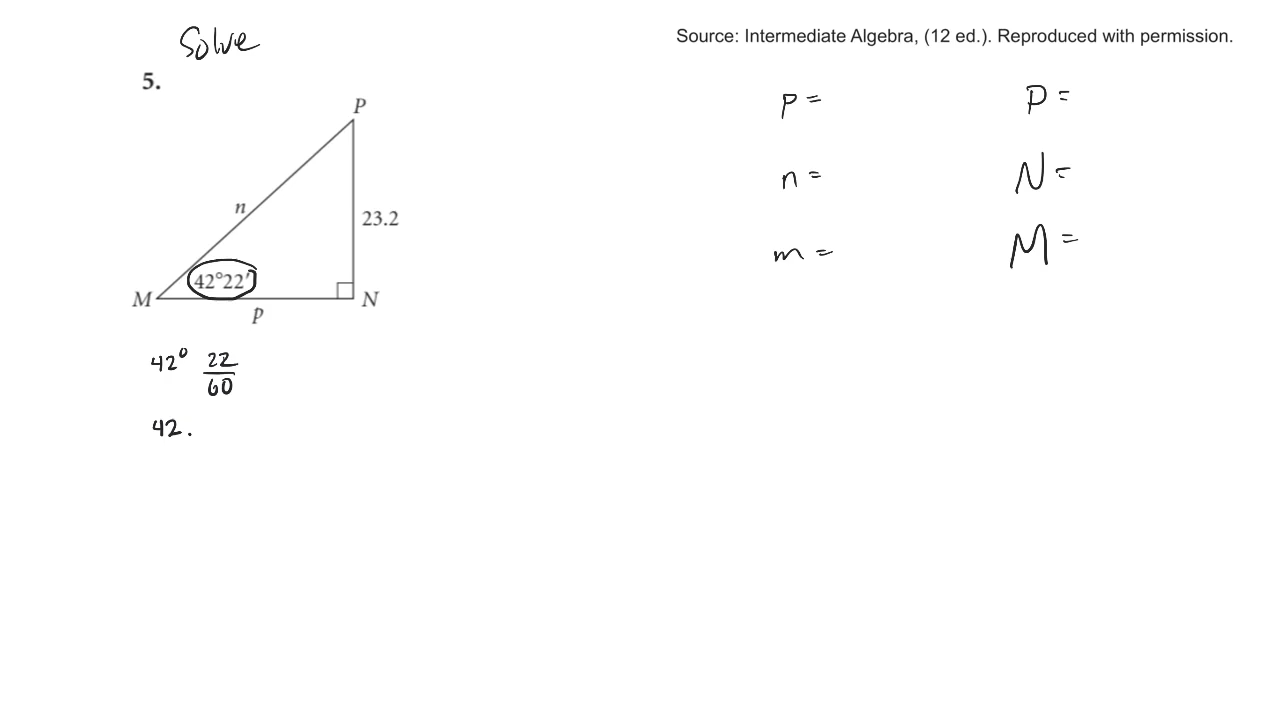 Solve
Source: Intermediate Algebra, (12 ed.). Reproduced with permission.
5.
P
n
23.2
42°22′
M
N
p
42° 22/60
42.
p =
P =
n =
N =
m =
M =